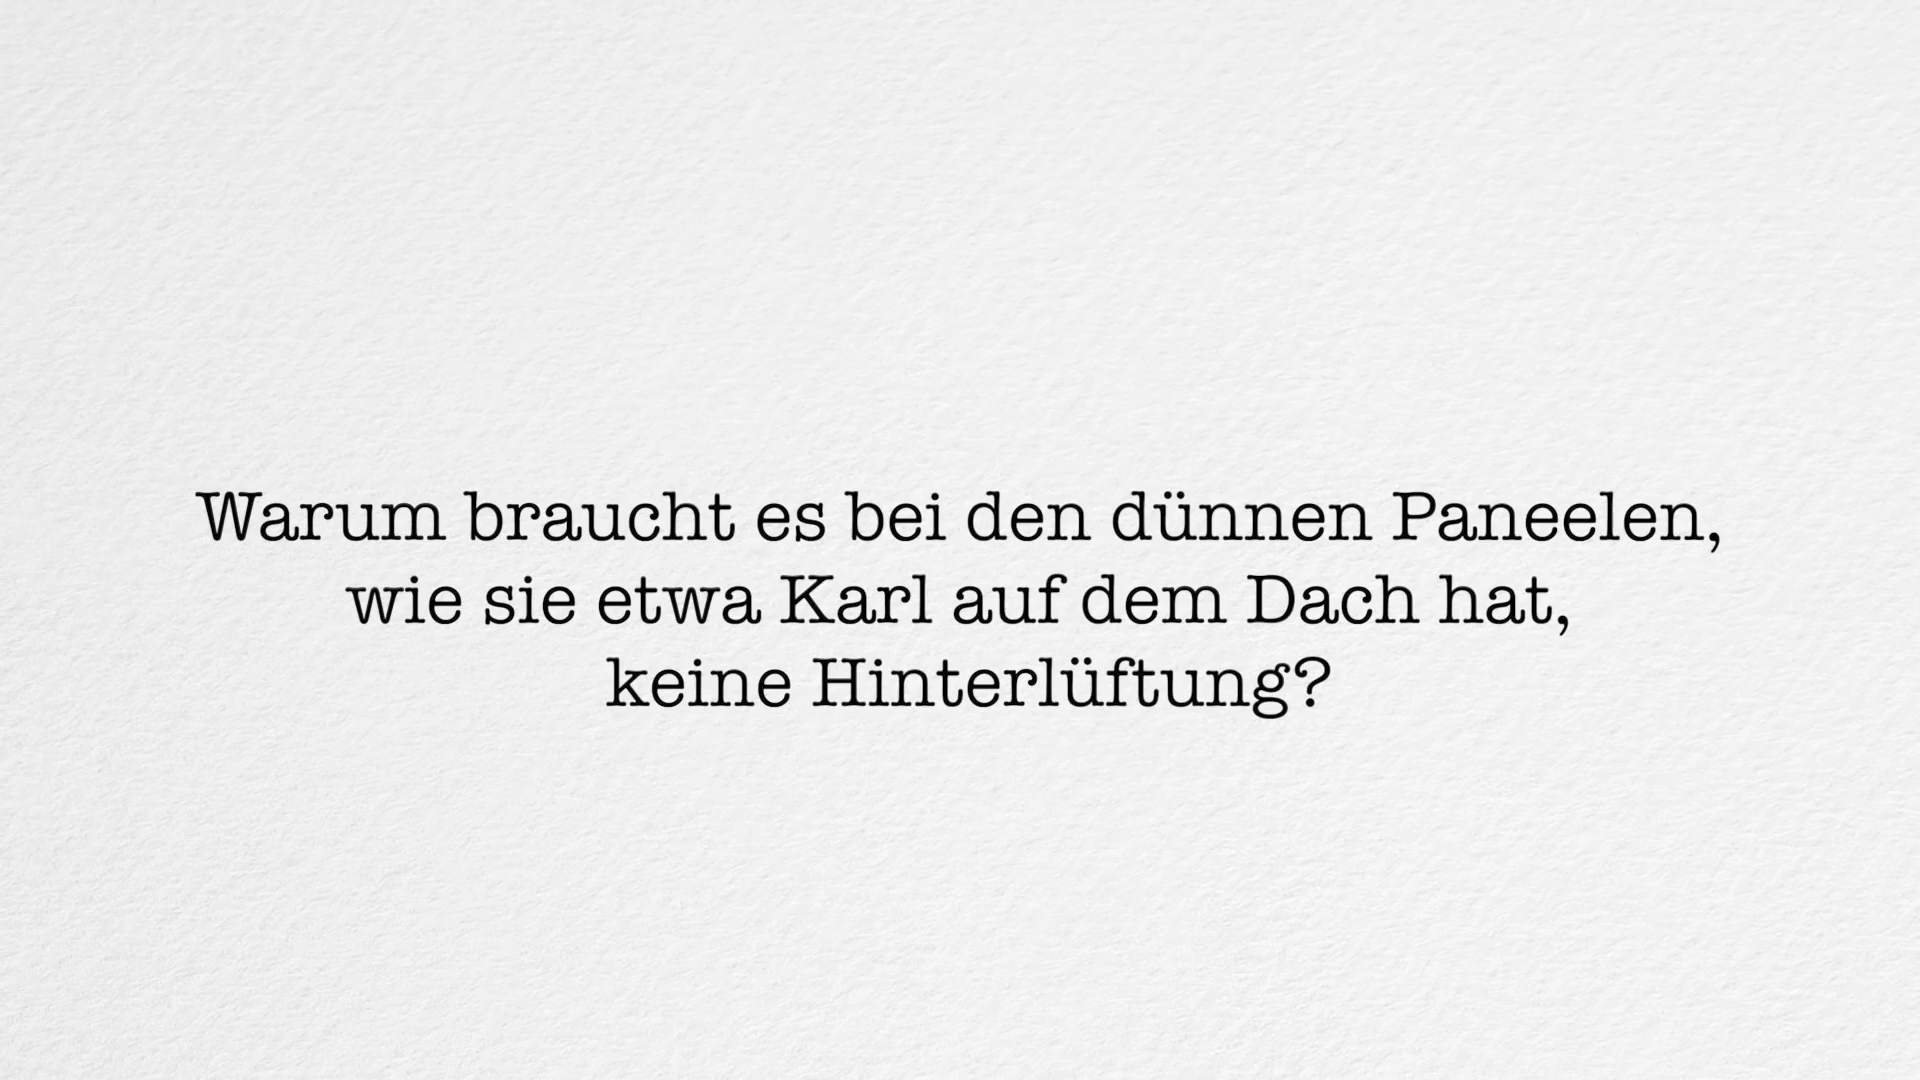 Warum braucht es bei den dünnen Paneelen,
wie sie etwa Karl auf dem Dach hat,
keine Hinterlüftung?